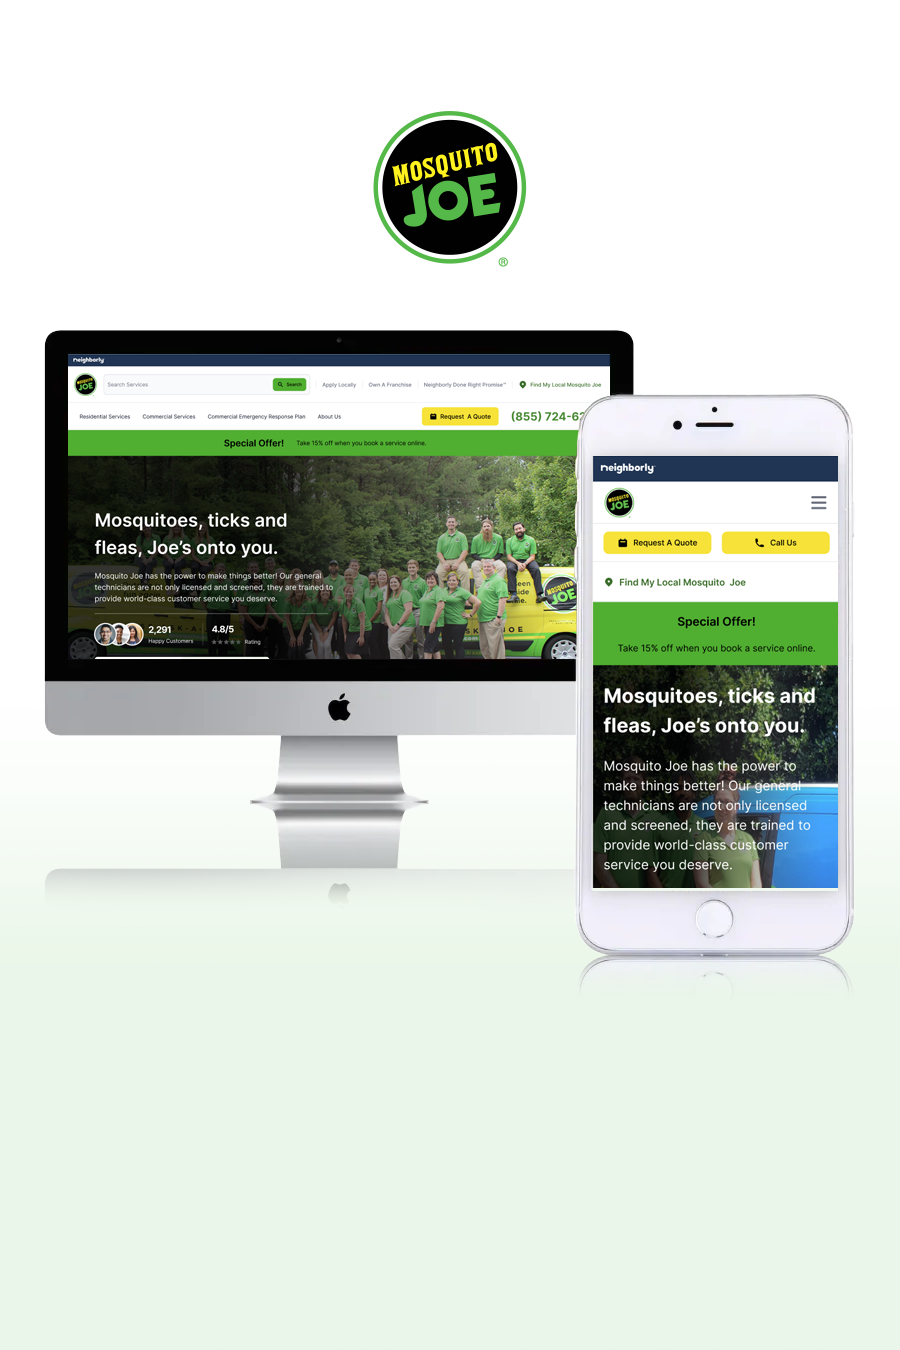 MOSQUITO
JOE
®
neighborly
MOSQUITO
JOE
Search Services
Search
Apply Locally
Own A Franchise
Neighborly Done Right Promise™
Find My Local Mosquito Joe
Residential Services
Commercial Services
Commercial Emergency Response Plan
About Us
Request A Quote
(855) 724-62
Special Offer!
Take 15% off when you book a service online.
Mosquitoes, ticks and
fleas, Joe's onto you.
Mosquito Joe has the power to make things better! Our general
technicians are not only licensed and screened, they are trained to
provide world-class customer service you deserve.
2,291
Happy Customers
4.8/5
Rating
MOSQUITO
JOE
neighborly
MOSQUITO
JOE
Request A Quote
Call Us
Find My Local Mosquito Joe
Special Offer!
Take 15% off when you book a service online.
Mosquitoes, ticks and
fleas, Joe's onto you.
Mosquito Joe has the power to
make things better! Our general
technicians are not only licensed
and screened, they are trained to
provide world-class customer
service you deserve.